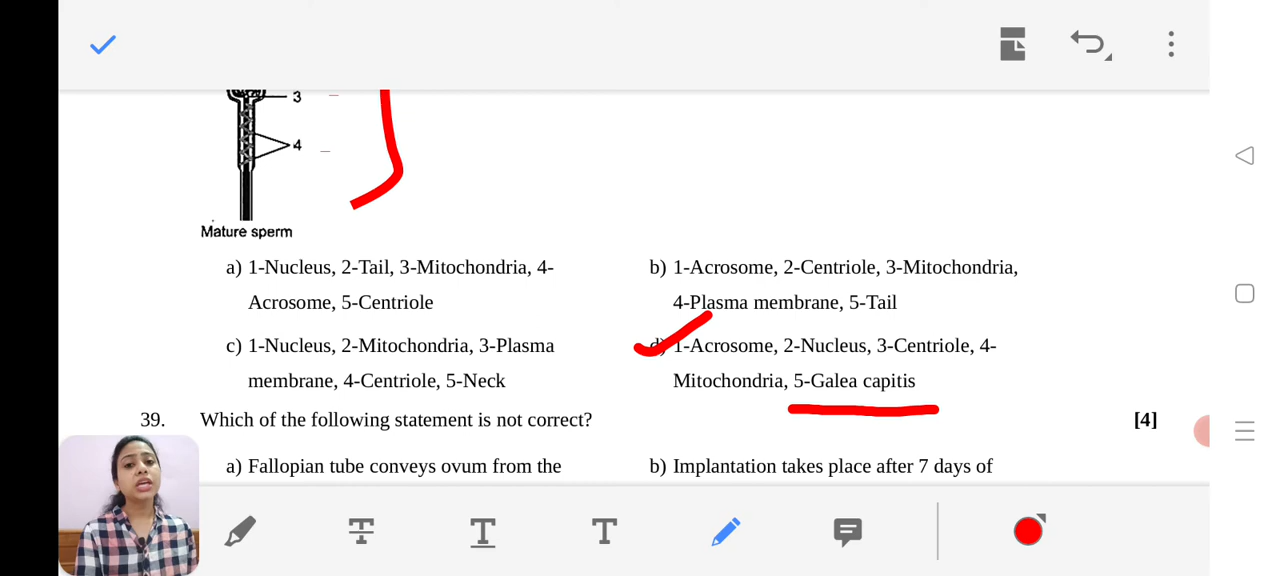 3
4
Mature sperm
a) 1-Nucleus, 2-Tail, 3-Mitochondria, 4-
Acrosome, 5-Centriole
b) 1-Acrosome, 2-Centriole, 3-Mitochondria,
4-Plasma membrane, 5-Tail
c) 1-Nucleus, 2-Mitochondria, 3-Plasma
membrane, 4-Centriole, 5-Neck
d) 1-Acrosome, 2-Nucleus, 3-Centriole, 4-
Mitochondria, 5-Galea capitis
39. Which of the following statement is not correct? [4]
a) Fallopian tube conveys ovum from the
b) Implantation takes place after 7 days of
T T T